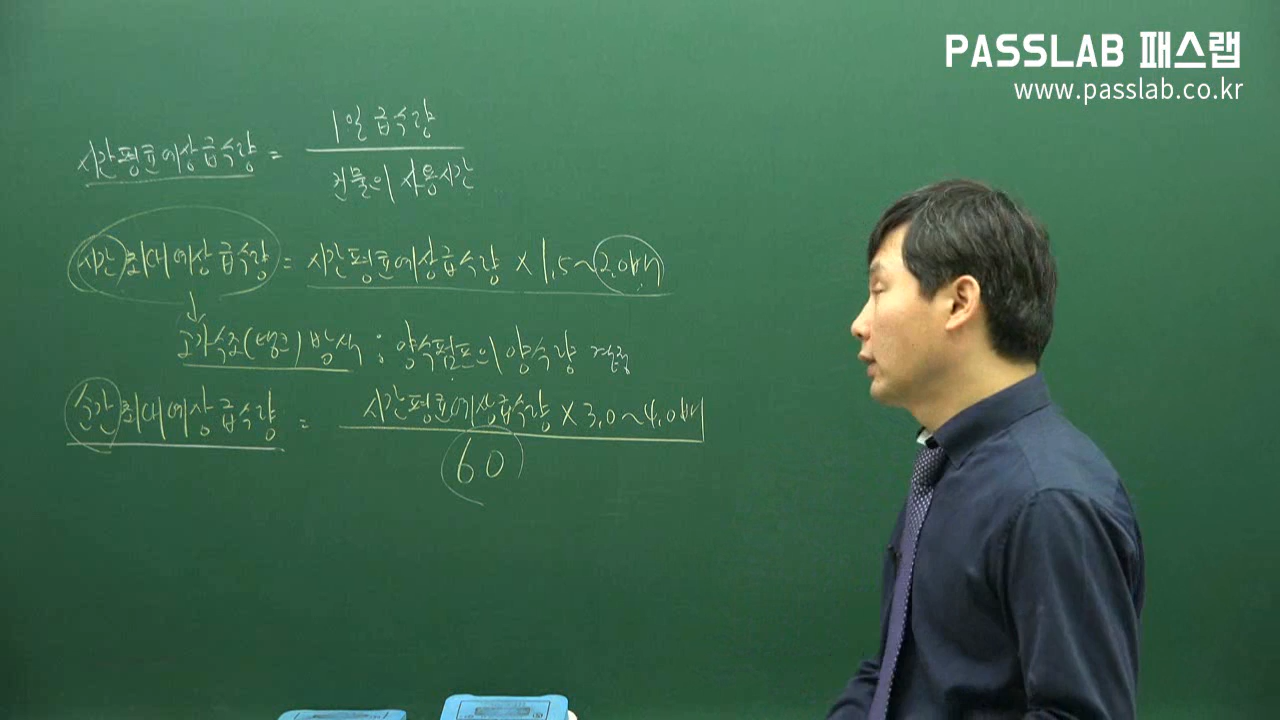 PASSLAB 패스랩
www.passlab.co.kr
시간평균예상급수량 = 1일 급수량
건물의 사용시간
시간최대예상급수량 = 시간평균예상급수량 × 1.5~2.0배
↓
고가수조(탱크) 방식 : 양수펌프의 양수량
순간최대예상급수량 = 시간평균예상급수량 × 3.0~4.0배
60